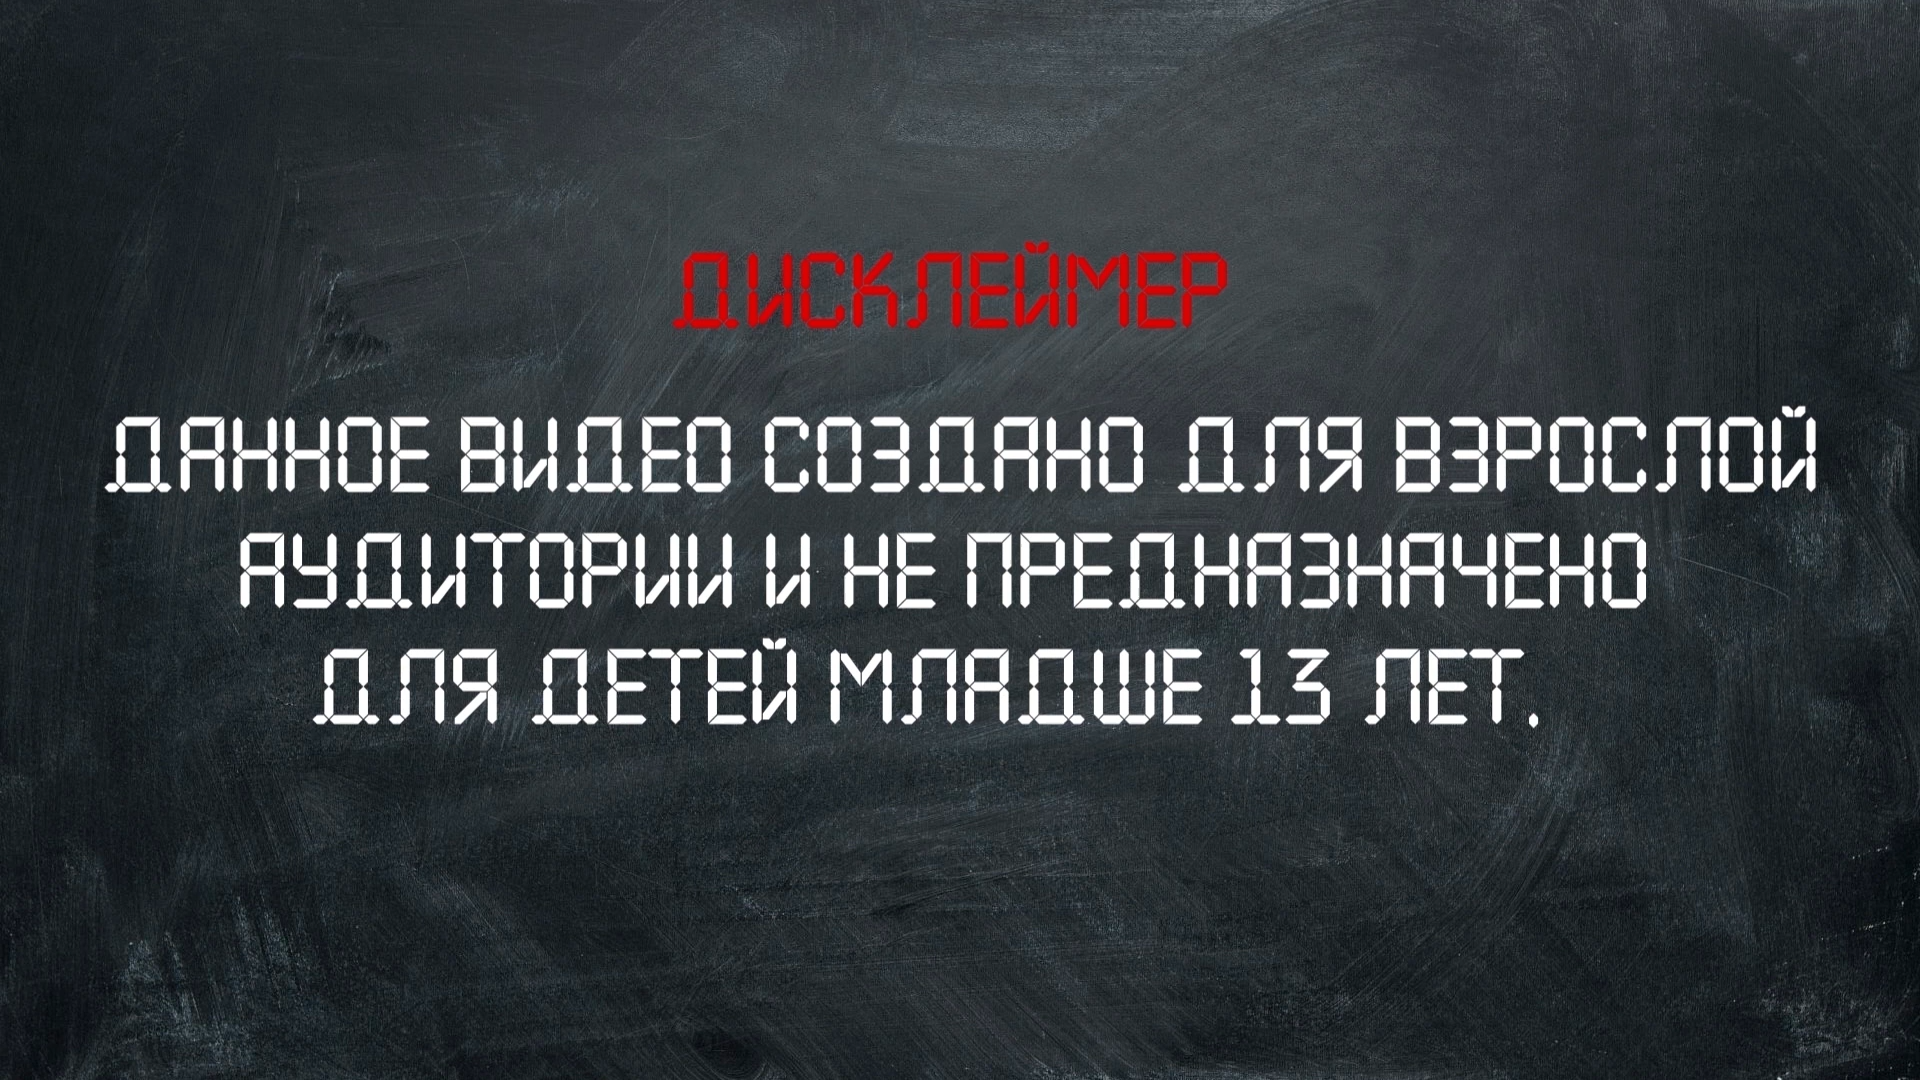 ДИСКЛЕЙМЕР
ДАННОЕ ВИДЕО СОЗДАНО ДЛЯ ВЗРОСЛОЙ
АУДИТОРИИ И НЕ ПРЕДНАЗНАЧЕНО
ДЛЯ ДЕТЕЙ МЛАДШЕ 13 ЛЕТ.